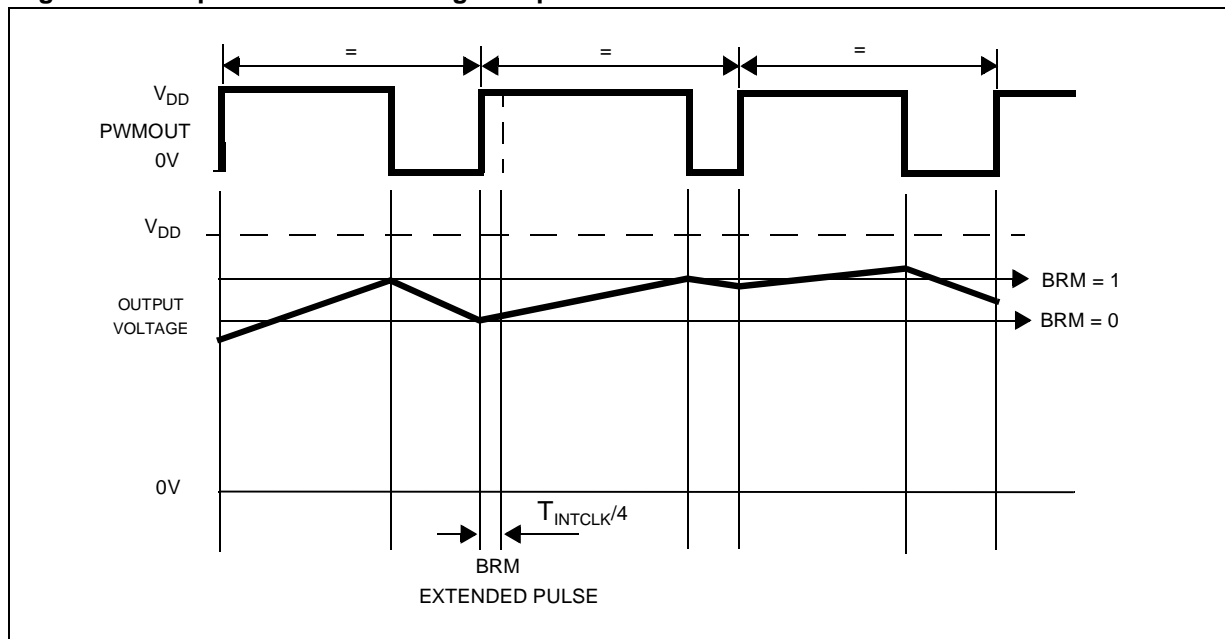 =
=
=
VDD
PWMOUT
0V
VDD
OUTPUT
VOLTAGE
BRM = 1
BRM = 0
0V
TINTCLK/4
BRM
EXTENDED PULSE